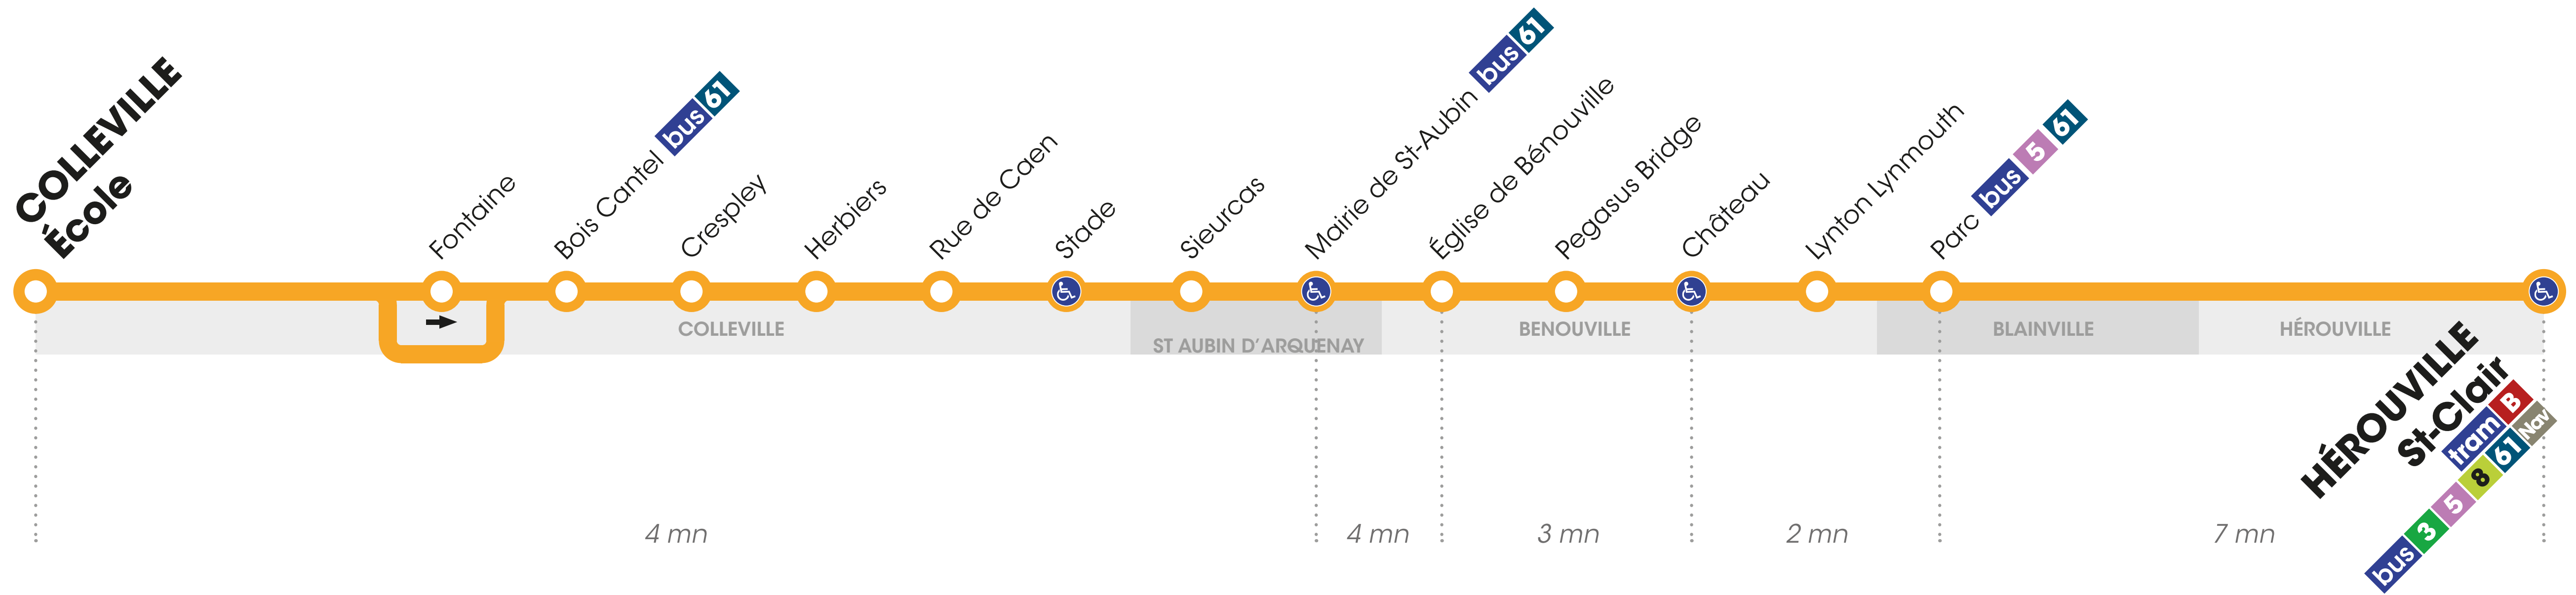 COLLEVILLE
École
Fontaine
Bois Cantel bus 61
Crespley
Herbiers
Rue de Caen
Stade
Sieurcas
Mairie de St-Aubin bus 61
Église de Bénouville
Pegasus Bridge
Château
Lynton Lynmouth
Parc bus 5 61
COLLEVILLE
ST AUBIN D'ARQUENAY
BENOUVILLE
BLAINVILLE
HÉROUVILLE
HÉROUVILLE
St-Clair
tram B
bus 3 5 8 61 Nav
4 mn
4 mn
3 mn
2 mn
7 mn